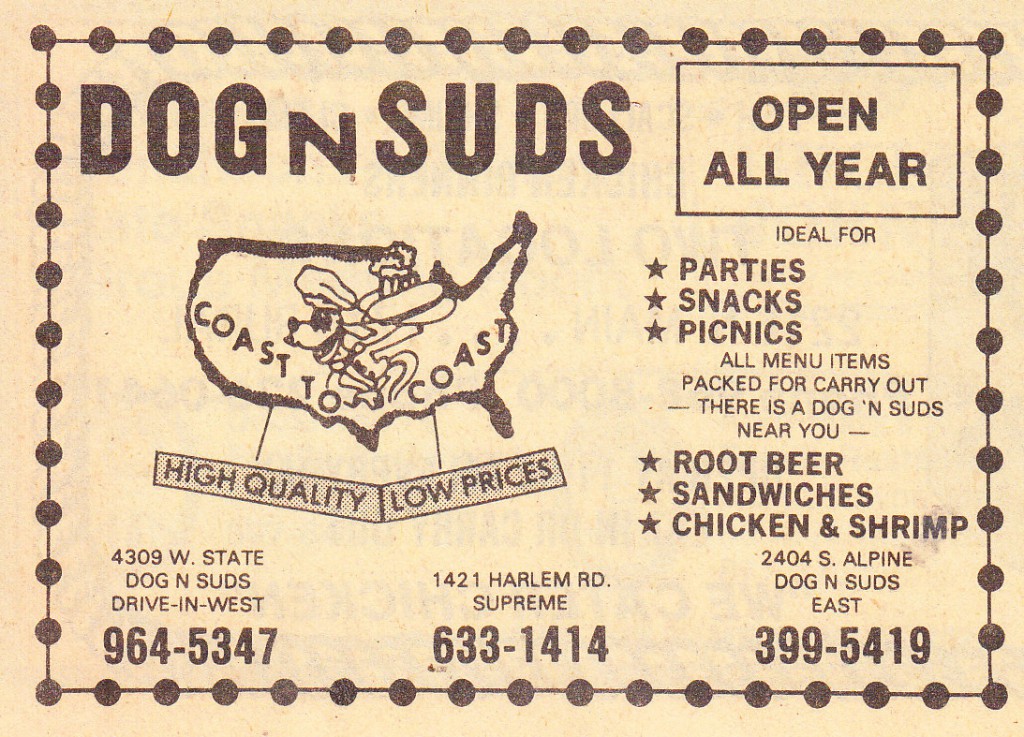 DOG N SUDS
OPEN
ALL YEAR
IDEAL FOR
★ PARTIES
★ SNACKS
★ PICNICS
ALL MENU ITEMS
PACKED FOR CARRY OUT
— THERE IS A DOG 'N SUDS
NEAR YOU —
★ ROOT BEER
★ SANDWICHES
★ CHICKEN & SHRIMP
COAST TO COAST
HIGH QUALITY LOW PRICES
4309 W. STATE
DOG N SUDS
DRIVE-IN-WEST
964-5347
1421 HARLEM RD.
SUPREME
633-1414
2404 S. ALPINE
DOG N SUDS
EAST
399-5419